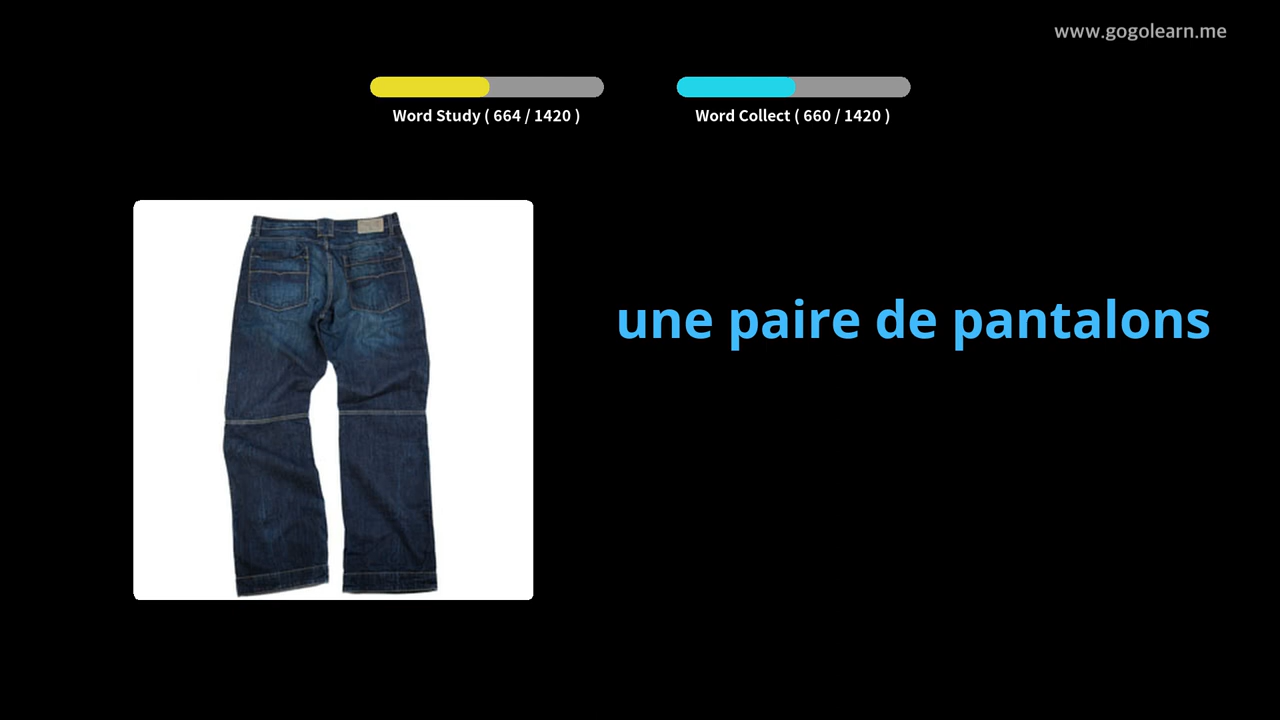 www.gogolearn.me
Word Study ( 664 / 1420 )
Word Collect ( 660 / 1420 )
une paire de pantalons